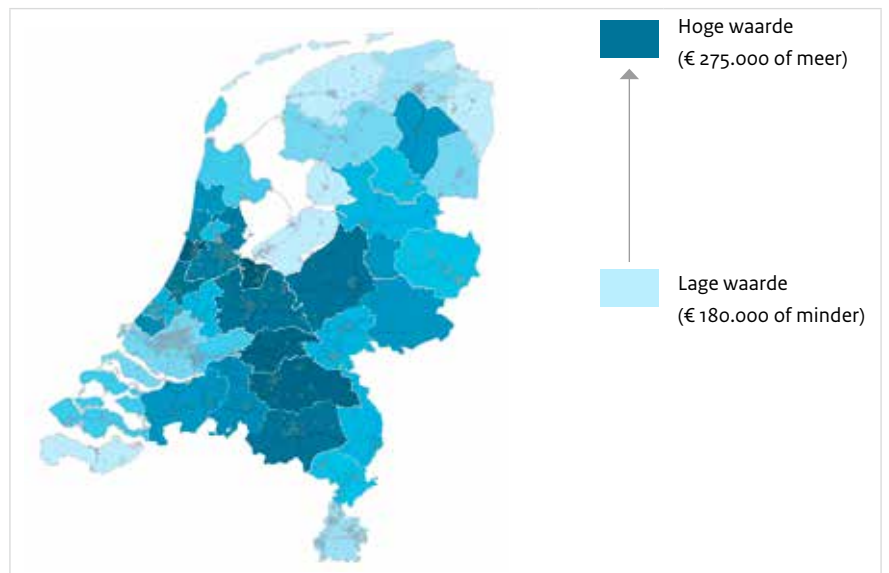 Hoge waarde
(€ 275.000 of meer)
Lage waarde
(€ 180.000 of minder)